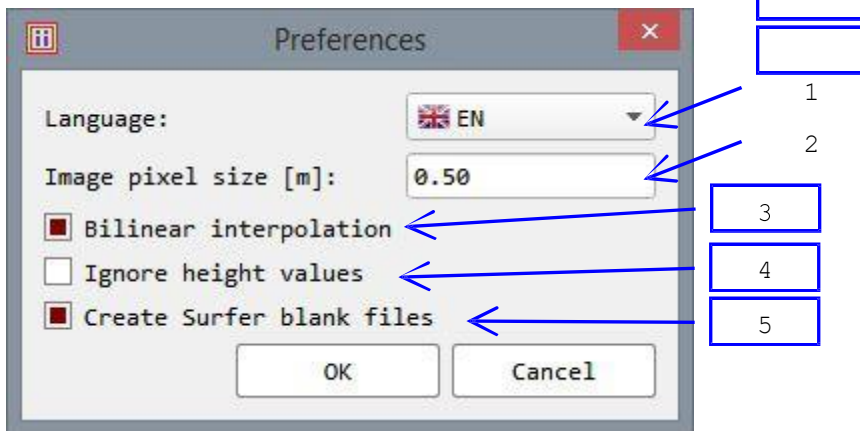 Preferences
Language: EN
1
Image pixel size [m]: 0.50
2
Bilinear interpolation
3
Ignore height values
4
Create Surfer blank files
5
OK Cancel